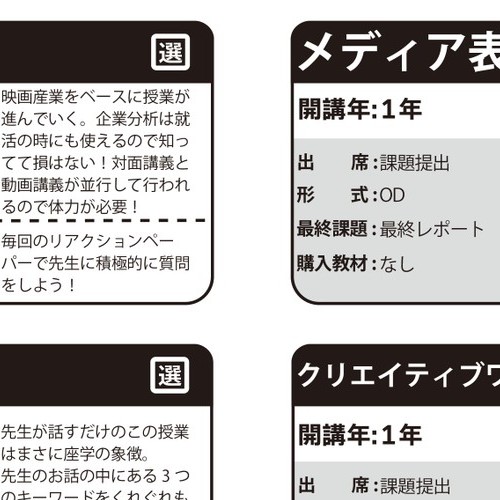 選
映画産業をベースに授業が
進んでいく。企業分析は就
活の時にも使えるので知っ
てて損はない！対面講義と
動画講義が並行して行われ
るので体力が必要！
毎回のリアクションペー
パーで先生に積極的に質問
をしよう！
メディア表
開講年:1年
出席:課題提出
形式:OD
最終課題:最終レポート
購入教材:なし
選
先生が話すだけのこの授業
はまさに座学の象徴。
先生のお話の中にある3つ
のキーワードをくれぐれも
クリエイティブワ
開講年:1年
出席:課題提出